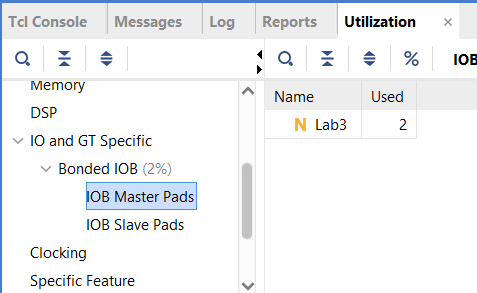 Tcl Console Messages Log Reports Utilization ×
% IOB
Memory
DSP
IO and GT Specific
Bonded IOB (2%)
IOB Master Pads
IOB Slave Pads
Clocking
Specific Feature
Name Used
N Lab3 2